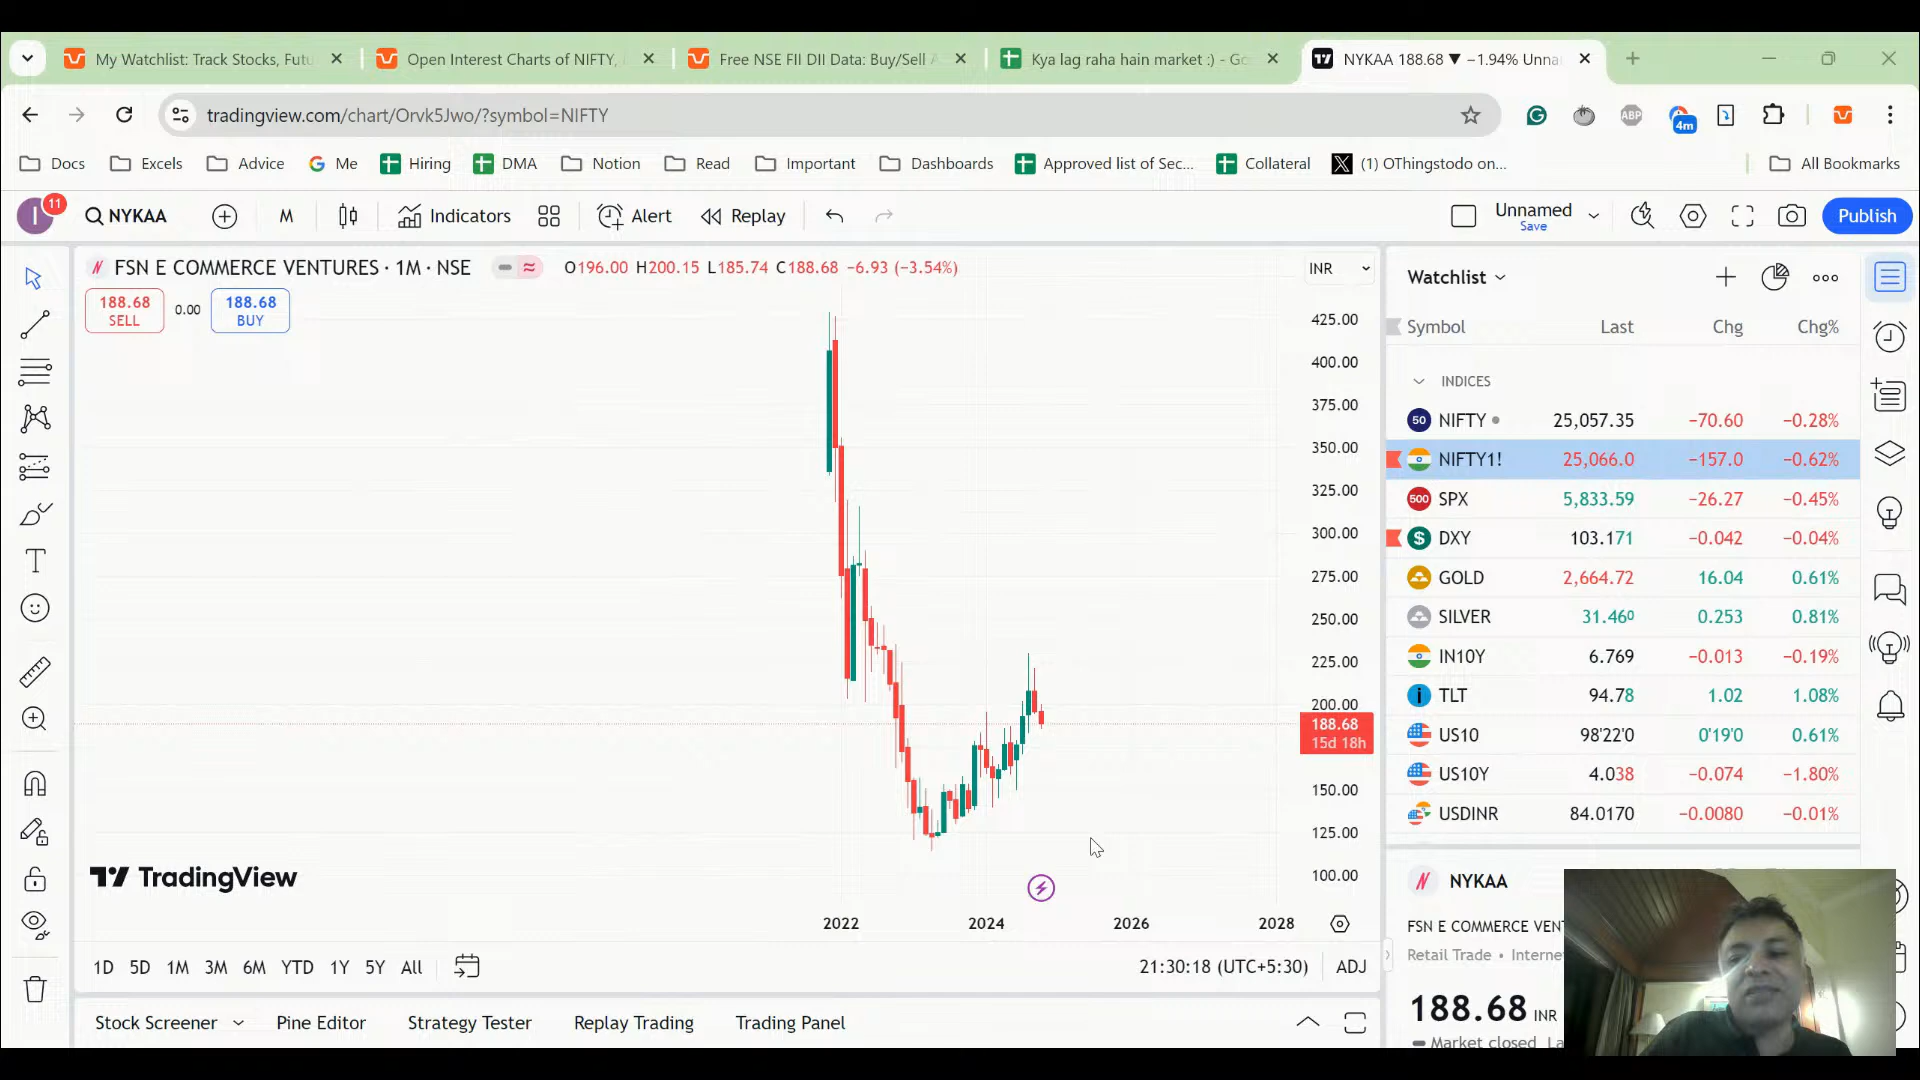 My Watchlist: Track Stocks, Futu
Open Interest Charts of NIFTY,
Free NSE FII DII Data: Buy/Sell A
Kya lag raha hain market :) - Go
NYKAA 188.68 ▼ −1.94% Unna
tradingview.com/chart/Orvk5Jwo/?symbol=NIFTY
ABP
4m
Docs
Excels
Advice
Me
Hiring
DMA
Notion
Read
Important
Dashboards
Approved list of Sec...
Collateral
(1) OThingstodo on...
All Bookmarks
I
11
NYKAA
M
Indicators
Alert
Replay
Unnamed
Save
Publish
FSN E COMMERCE VENTURES · 1M · NSE
O196.00 H200.15 L185.74 C188.68 −6.93 (−3.54%)
INR
188.68
SELL
0.00
188.68
BUY
425.00
400.00
375.00
350.00
325.00
300.00
275.00
250.00
225.00
200.00
188.68
15d 18h
150.00
125.00
100.00
TradingView
2022
2024
2026
2028
1D 5D 1M 3M 6M YTD 1Y 5Y All
21:30:18 (UTC+5:30)
ADJ
Stock Screener
Pine Editor
Strategy Tester
Replay Trading
Trading Panel
Watchlist
Symbol Last Chg Chg%
INDICES
50 NIFTY 25,057.35 −70.60 −0.28%
NIFTY1! 25,066.0 −157.0 −0.62%
500 SPX 5,833.59 −26.27 −0.45%
$ DXY 103.171 −0.042 −0.04%
GOLD 2,664.72 16.04 0.61%
SILVER 31.460 0.253 0.81%
IN10Y 6.769 −0.013 −0.19%
TLT 94.78 1.02 1.08%
US10 98'22'0 0'19'0 0.61%
US10Y 4.038 −0.074 −1.80%
USDINR 84.0170 −0.0080 −0.01%
NYKAA
FSN E COMMERCE VENT
Retail Trade • Interne
188.68 INR
Market closed La